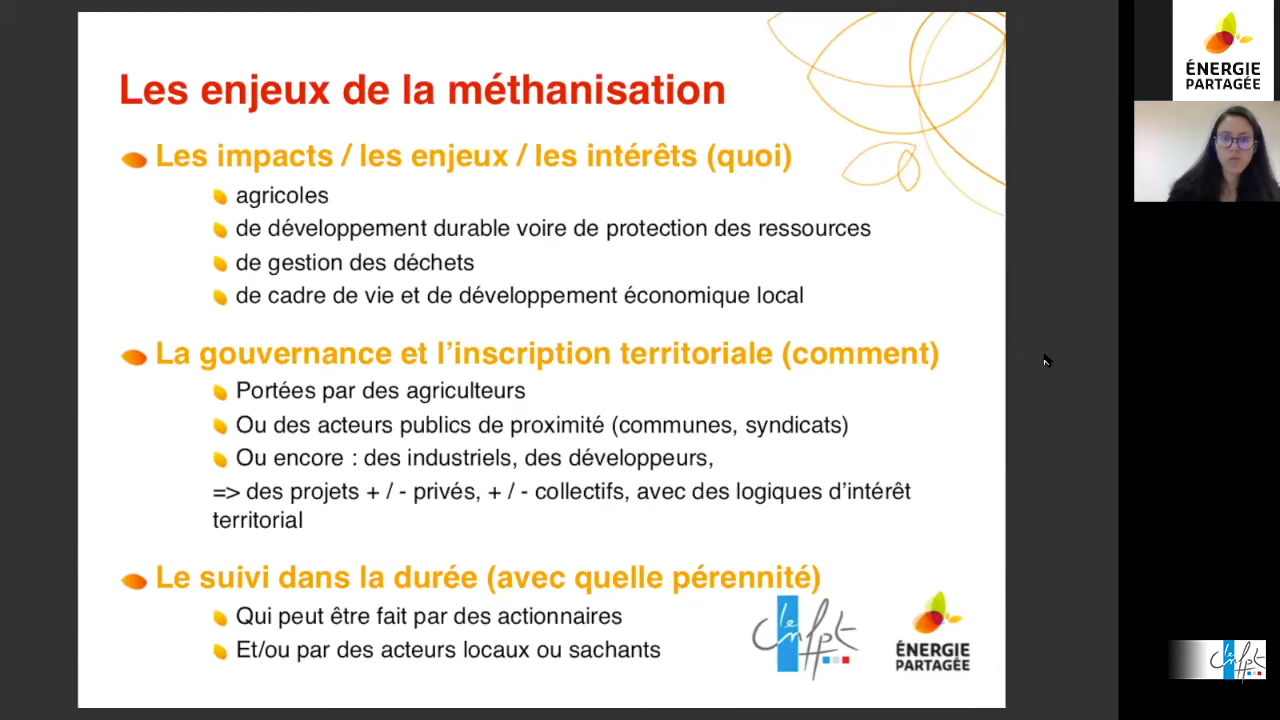 Les enjeux de la méthanisation
Les impacts / les enjeux / les intérêts (quoi)
agricoles
de développement durable voire de protection des ressources
de gestion des déchets
de cadre de vie et de développement économique local
La gouvernance et l’inscription territoriale (comment)
Portées par des agriculteurs
Ou des acteurs publics de proximité (communes, syndicats)
Ou encore : des industriels, des développeurs,
=> des projets + / - privés, + / - collectifs, avec des logiques d’intérêt
territorial
Le suivi dans la durée (avec quelle pérennité)
Qui peut être fait par des actionnaires
Et/ou par des acteurs locaux ou sachants
le cnfpt
ÉNERGIE
PARTAGÉE
ÉNERGIE
PARTAGÉE
le cnfpt